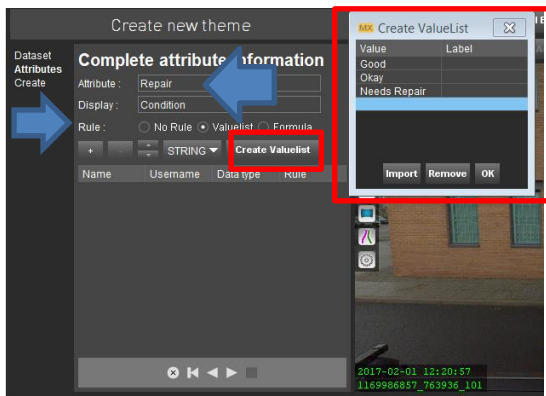 Create new theme
Dataset
Attributes
Create
Complete attribute information
Attribute : Repair
Display : Condition
Rule : No Rule Valuelist Formula
+ - STRING Create Valuelist
Name Username Data type Rule
MX Create ValueList
Value Label
Good
Okay
Needs Repair
Import Remove OK
2017-02-01 12:20:57
1169986857_763936_101